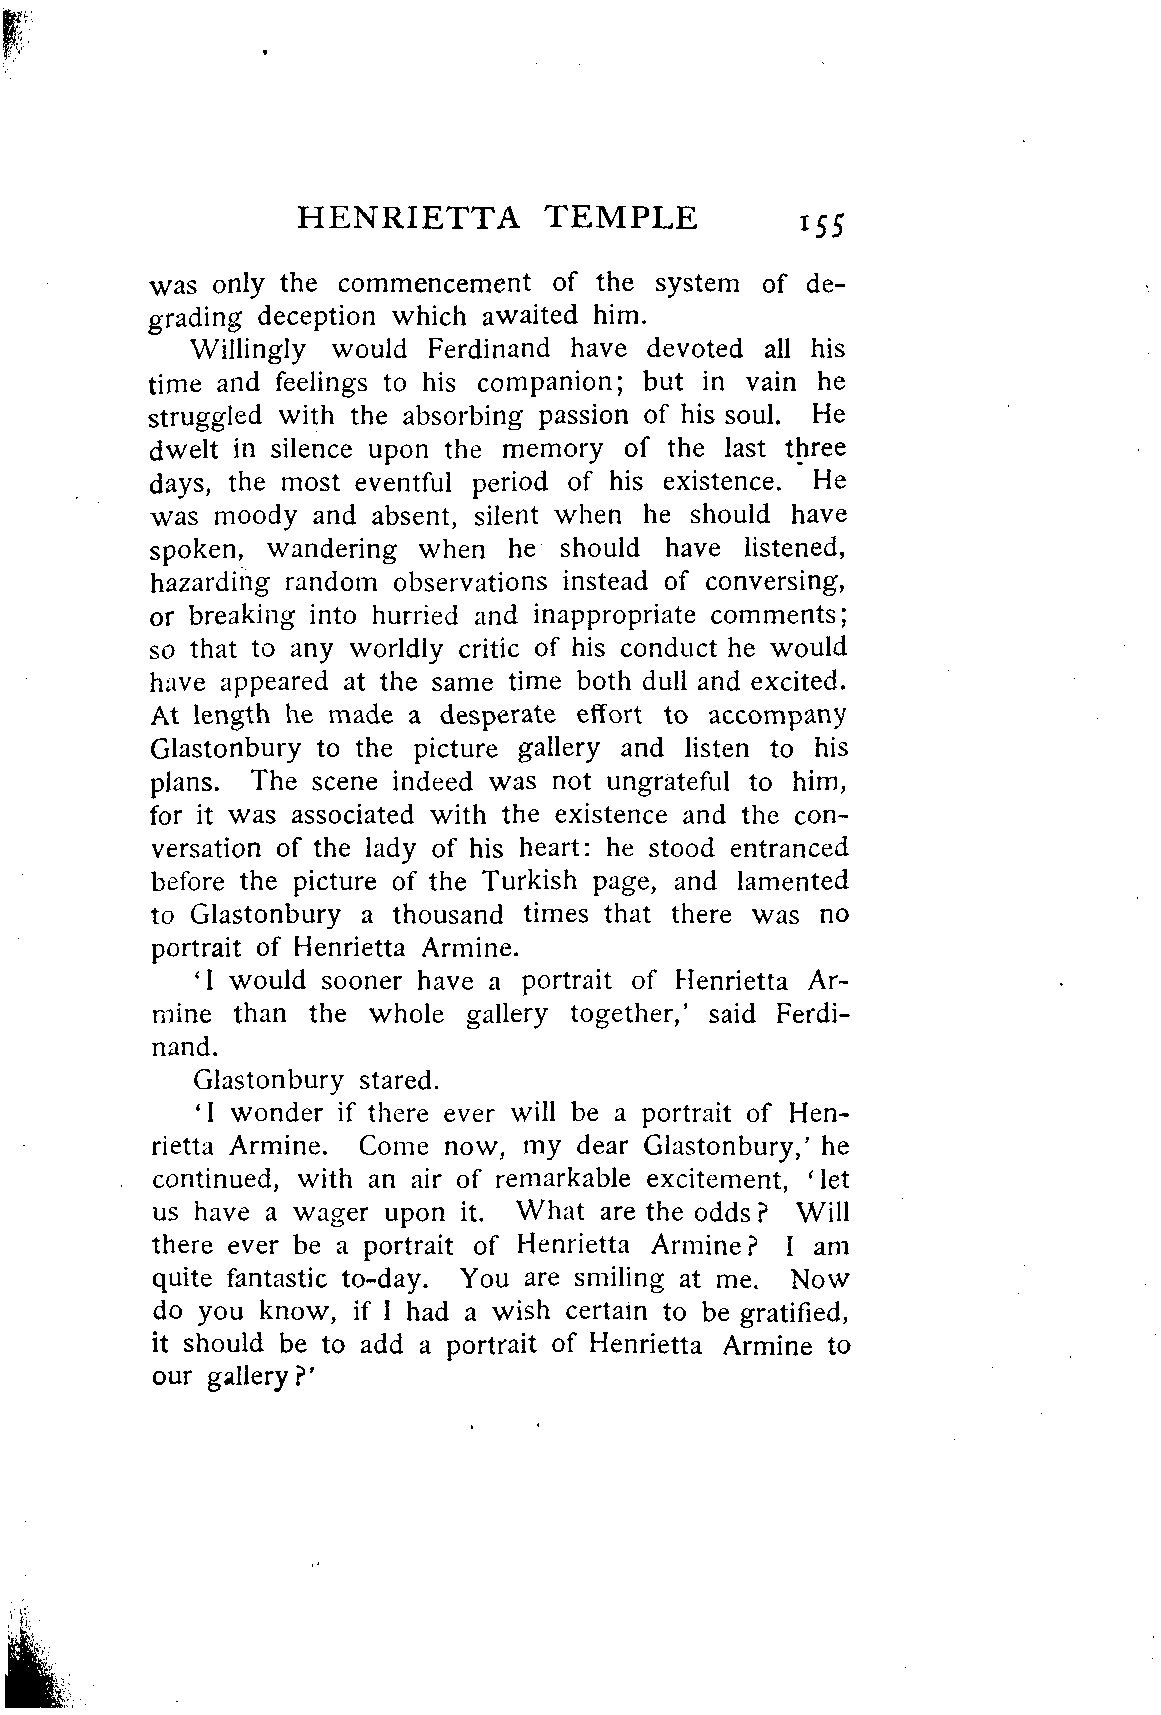 HENRIETTA TEMPLE 155
was only the commencement of the system of de-
grading deception which awaited him.
Willingly would Ferdinand have devoted all his
time and feelings to his companion; but in vain he
struggled with the absorbing passion of his soul. He
dwelt in silence upon the memory of the last three
days, the most eventful period of his existence. He
was moody and absent, silent when he should have
spoken, wandering when he should have listened,
hazarding random observations instead of conversing,
or breaking into hurried and inappropriate comments;
so that to any worldly critic of his conduct he would
have appeared at the same time both dull and excited.
At length he made a desperate effort to accompany
Glastonbury to the picture gallery and listen to his
plans. The scene indeed was not ungrateful to him,
for it was associated with the existence and the con-
versation of the lady of his heart: he stood entranced
before the picture of the Turkish page, and lamented
to Glastonbury a thousand times that there was no
portrait of Henrietta Armine.
'I would sooner have a portrait of Henrietta Ar-
mine than the whole gallery together,' said Ferdi-
nand.
Glastonbury stared.
'I wonder if there ever will be a portrait of Hen-
rietta Armine. Come now, my dear Glastonbury,' he
continued, with an air of remarkable excitement, 'let
us have a wager upon it. What are the odds? Will
there ever be a portrait of Henrietta Armine? I am
quite fantastic to-day. You are smiling at me. Now
do you know, if I had a wish certain to be gratified,
it should be to add a portrait of Henrietta Armine to
our gallery?'